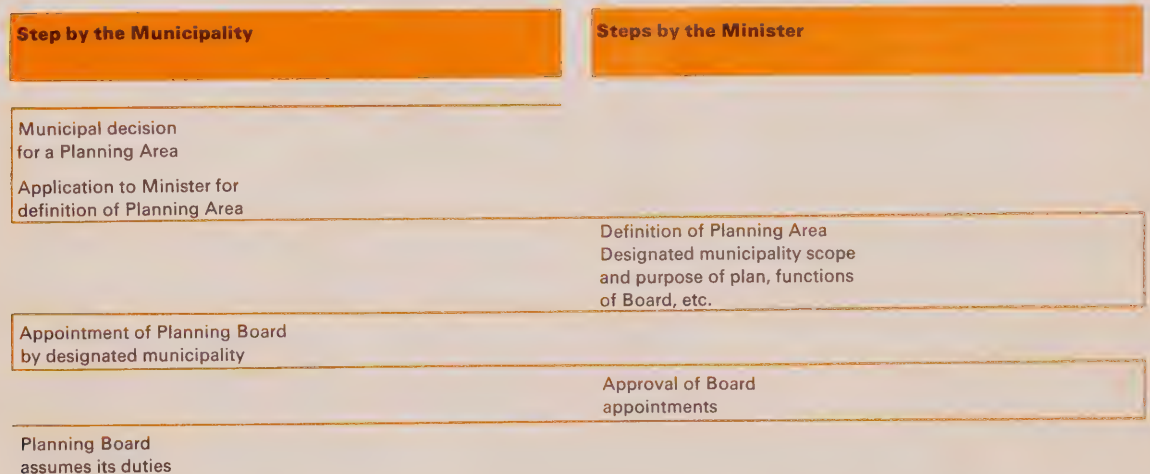 Step by the Municipality
Steps by the Minister
Municipal decision
for a Planning Area
Application to Minister for
definition of Planning Area
Definition of Planning Area
Designated municipality scope
and purpose of plan, functions
of Board, etc.
Appointment of Planning Board
by designated municipality
Approval of Board
appointments
Planning Board
assumes its duties